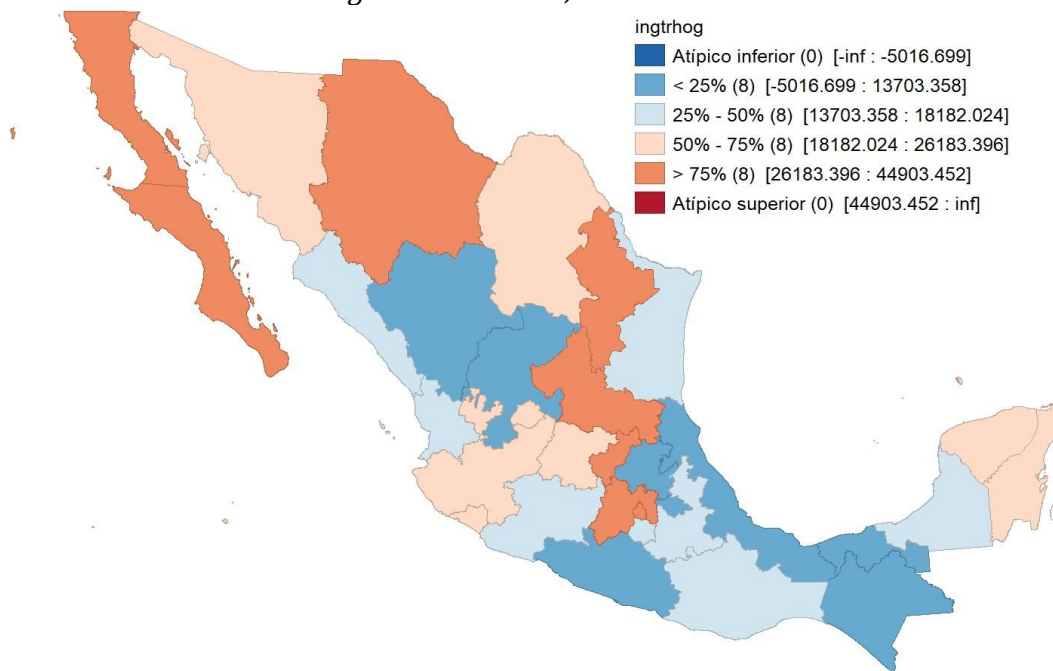 ingtrhog
Atípico inferior (0) [-inf : -5016.699]
< 25% (8) [-5016.699 : 13703.358]
25% - 50% (8) [13703.358 : 18182.024]
50% - 75% (8) [18182.024 : 26183.396]
> 75% (8) [26183.396 : 44903.452]
Atípico superior (0) [44903.452 : inf]